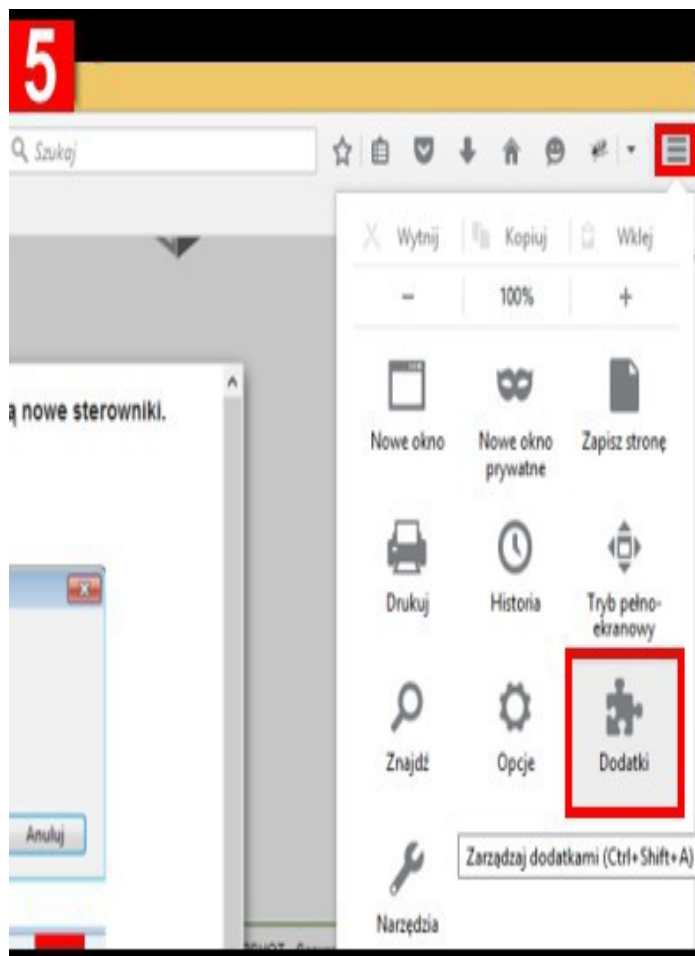 5
Szukaj
Wytnij Kopiuj Wklej
− 100% +
ą nowe sterowniki.
Nowe okno Nowe okno Zapisz stronę
prywatne
Drukuj Historia Tryb pełno-
ekranowy
Znajdź Opcje Dodatki
Anuluj
Zarządzaj dodatkami (Ctrl+Shift+A)
Narzędzia